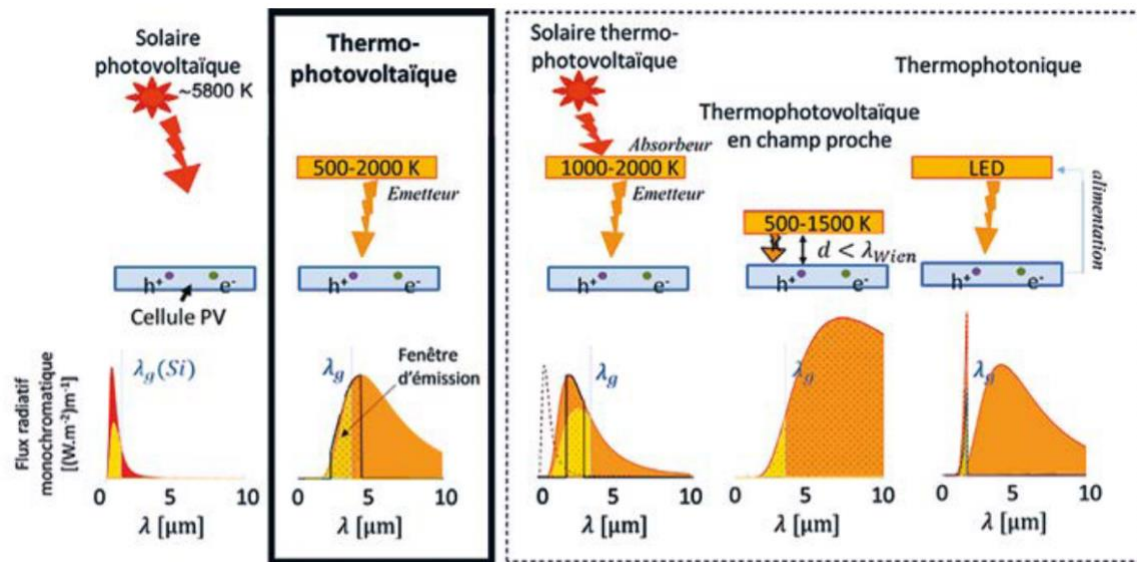 Solaire
photovoltaïque
~5800 K
h⁺
e⁻
Cellule PV
Flux radiatif
monochromatique
[(W.m⁻²)m⁻¹]
λg(Si)
0 5 10
λ [µm]
Thermo-
photovoltaïque
500-2000 K
Emetteur
h⁺
e⁻
λg
Fenêtre
d'émission
0 5 10
λ [µm]
Solaire thermo-
photovoltaïque
Absorbeur
1000-2000 K
Emetteur
h⁺
e⁻
λg
0 5 10
λ [µm]
Thermophotovoltaïque
en champ proche
500-1500 K
d < λWien
h⁺
e⁻
λg
0 5 10
λ [µm]
Thermophotonique
LED
alimentation
h⁺
e⁻
λg
0 5 10
λ [µm]